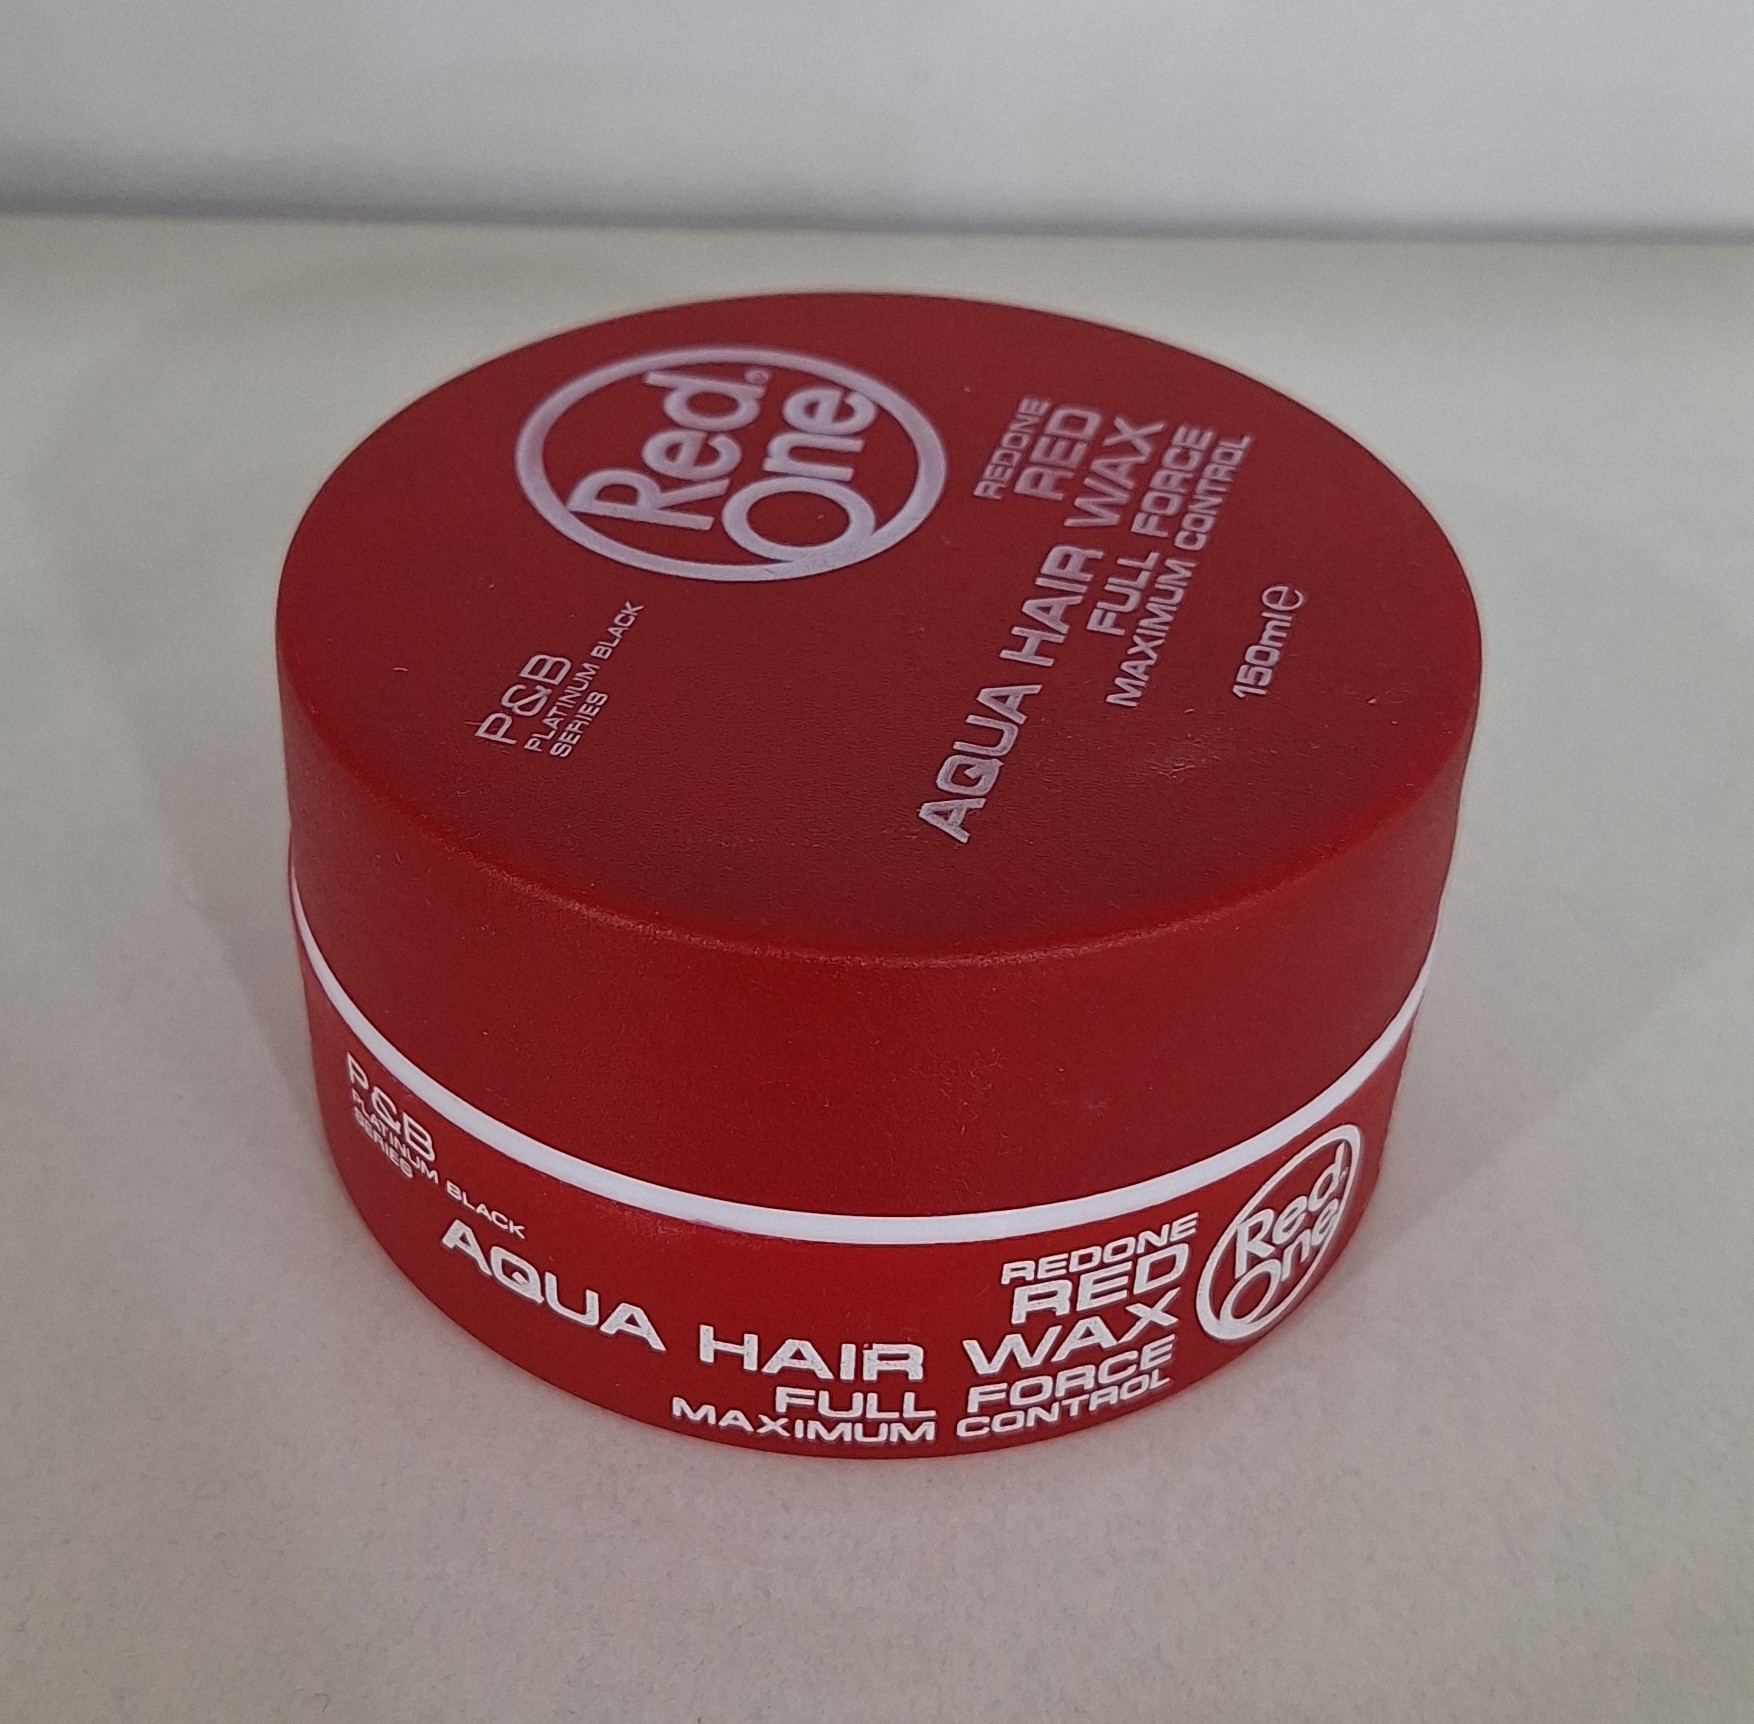 Red
One
REDONE
RED
AQUA HAIR WAX
FULL FORCE
MAXIMUM CONTROL
150ml e
P&B
PLATINUM BLACK
SERIES
P&B
PLATINUM BLACK
SERIES
REDONE
RED
AQUA HAIR WAX
FULL FORCE
MAXIMUM CONTROL
Red
One